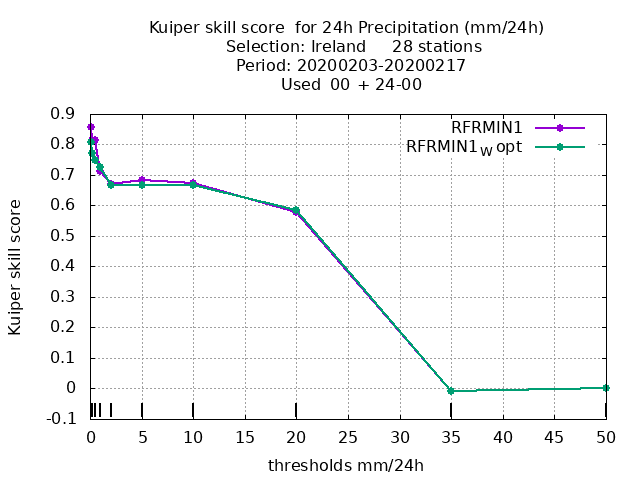 Kuiper skill score  for 24h Precipitation (mm/24h)
Selection: Ireland     28 stations
Period: 20200203-20200217
Used  00 + 24-00
RFRMIN1
RFRMIN1W opt
0.9
0.8
0.7
0.6
0.5
0.4
0.3
0.2
0.1
0
-0.1
Kuiper skill score
0 5 10 15 20 25 30 35 40 45 50
thresholds mm/24h